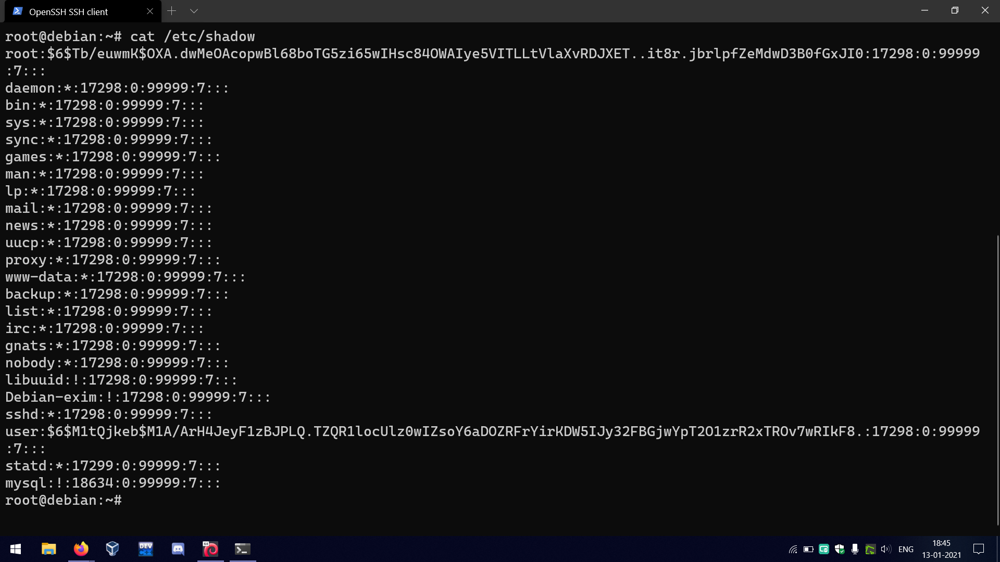 OpenSSH SSH client
root@debian:~# cat /etc/shadow
root:$6$Tb/euwmK$OXA.dwMeOAcopwBl68boTG5zi65wIHsc84OWAIye5VITLLtVlaXvRDJXET..it8r.jbrlpfZeMdwD3B0fGxJI0:17298:0:99999
:7:::
daemon:*:17298:0:99999:7:::
bin:*:17298:0:99999:7:::
sys:*:17298:0:99999:7:::
sync:*:17298:0:99999:7:::
games:*:17298:0:99999:7:::
man:*:17298:0:99999:7:::
lp:*:17298:0:99999:7:::
mail:*:17298:0:99999:7:::
news:*:17298:0:99999:7:::
uucp:*:17298:0:99999:7:::
proxy:*:17298:0:99999:7:::
www-data:*:17298:0:99999:7:::
backup:*:17298:0:99999:7:::
list:*:17298:0:99999:7:::
irc:*:17298:0:99999:7:::
gnats:*:17298:0:99999:7:::
nobody:*:17298:0:99999:7:::
libuuid:!:17298:0:99999:7:::
Debian-exim:!:17298:0:99999:7:::
sshd:*:17298:0:99999:7:::
user:$6$M1tQjkeb$M1A/ArH4JeyF1zBJPLQ.TZQR1locUlz0wIZsoY6aDOZRFrYirKDW5IJy32FBGjwYpT2O1zrR2xTROv7wRIkF8.:17298:0:99999
:7:::
statd:*:17299:0:99999:7:::
mysql:!:18634:0:99999:7:::
root@debian:~#
DEV
C++
64
ENG
18:45
13-01-2021